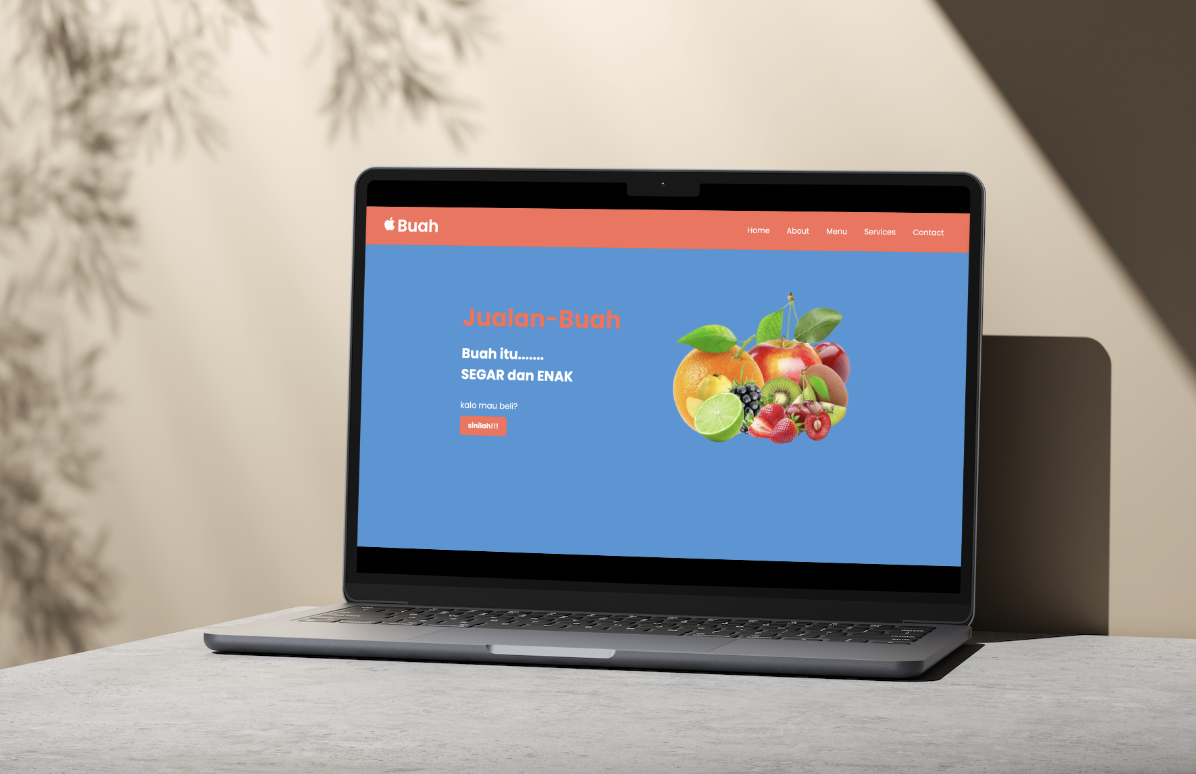 Buah
Home About Menu Services Contact
Jualan-Buah
Buah itu.......
SEGAR dan ENAK
kalo mau beli?
sinilah!!!